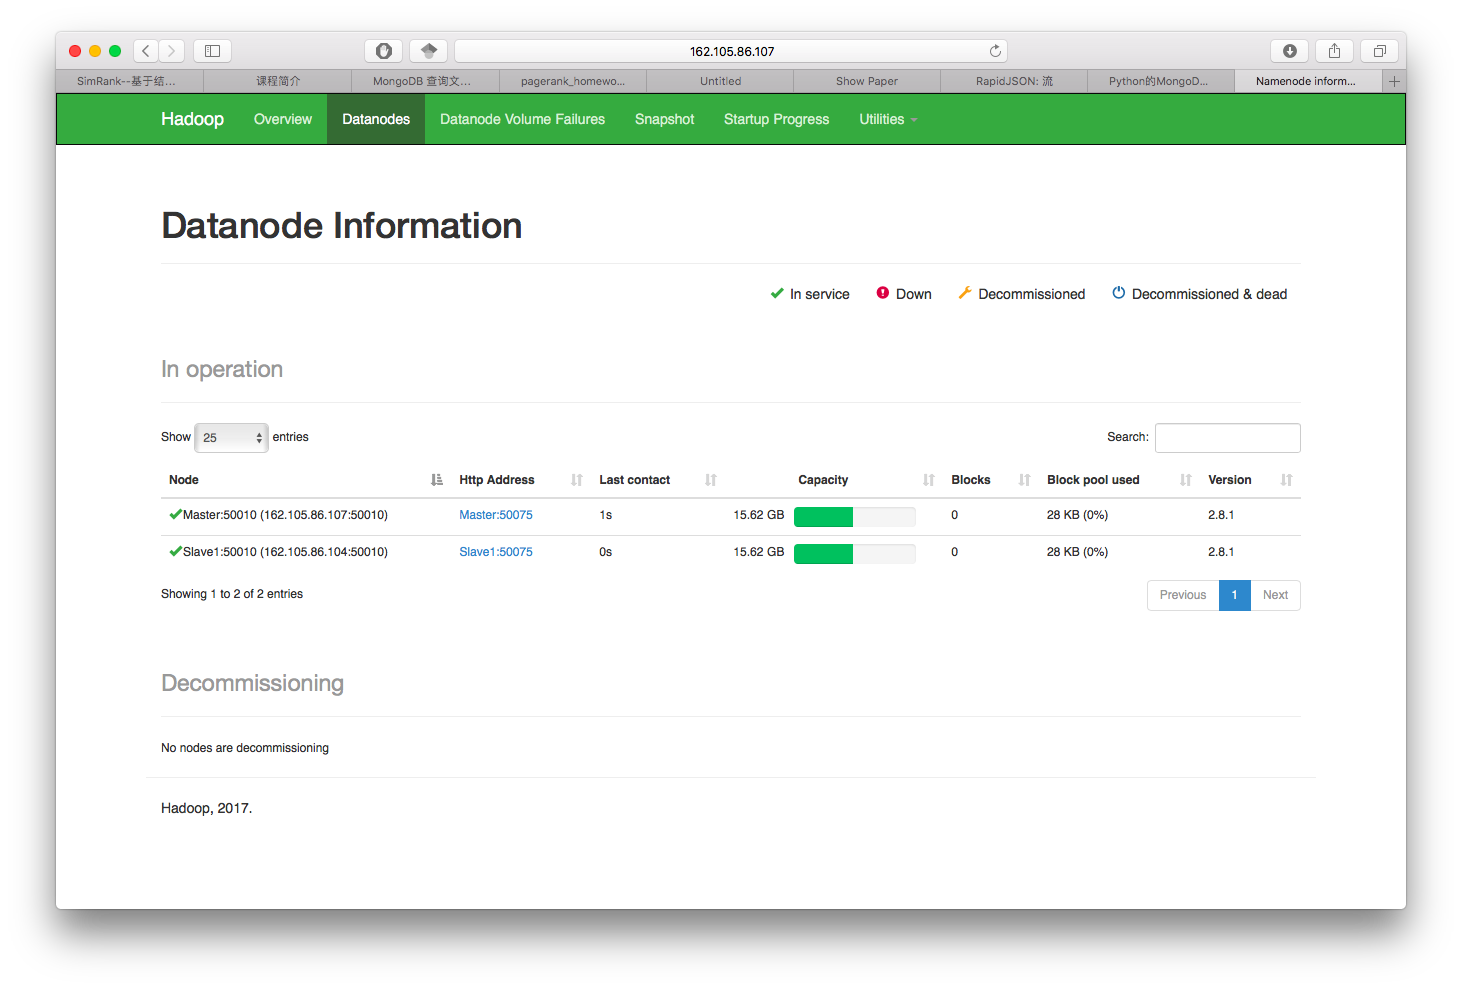 162.105.86.107
SimRank--基于结... 课程简介 MongoDB 查询文... pagerank_homewo... Untitled Show Paper RapidJSON: 流 Python的MongoD... Namenode inform...
Hadoop Overview Datanodes Datanode Volume Failures Snapshot Startup Progress Utilities
Datanode Information
In service Down Decommissioned Decommissioned & dead
In operation
Show 25 entries Search:
Node Http Address Last contact Capacity Blocks Block pool used Version
Master:50010 (162.105.86.107:50010) Master:50075 1s 15.62 GB 0 28 KB (0%) 2.8.1
Slave1:50010 (162.105.86.104:50010) Slave1:50075 0s 15.62 GB 0 28 KB (0%) 2.8.1
Showing 1 to 2 of 2 entries Previous 1 Next
Decommissioning
No nodes are decommissioning
Hadoop, 2017.